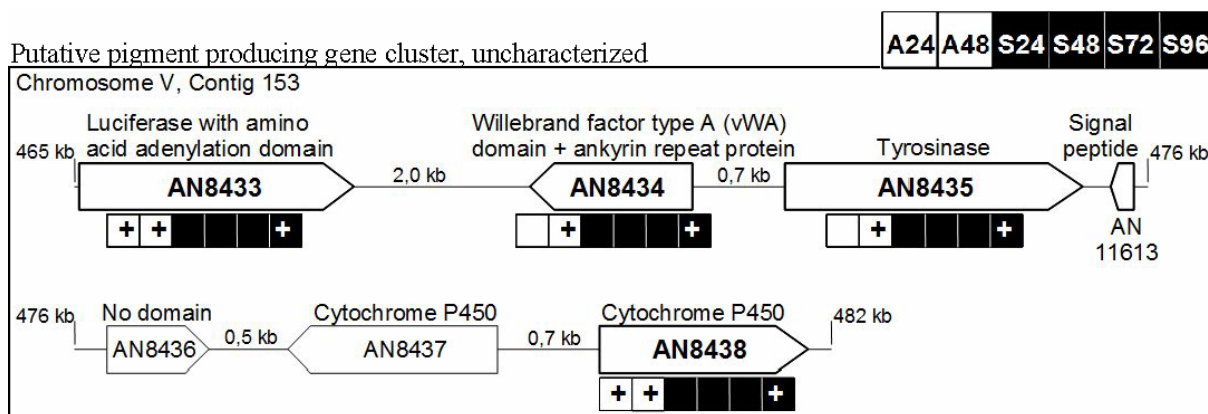 A24 A48 S24 S48 S72 S96
Putative pigment producing gene cluster, uncharacterized
Chromosome V, Contig 153
Luciferase with amino
acid adenylation domain
Willebrand factor type A (vWA)
domain + ankyrin repeat protein
Tyrosinase
Signal
peptide
465 kb
AN8433
2,0 kb
AN8434
0,7 kb
AN8435
476 kb
+ + +
+ +
+ +
AN
11613
476 kb
No domain
AN8436
0,5 kb
Cytochrome P450
AN8437
0,7 kb
Cytochrome P450
AN8438
482 kb
+ + +